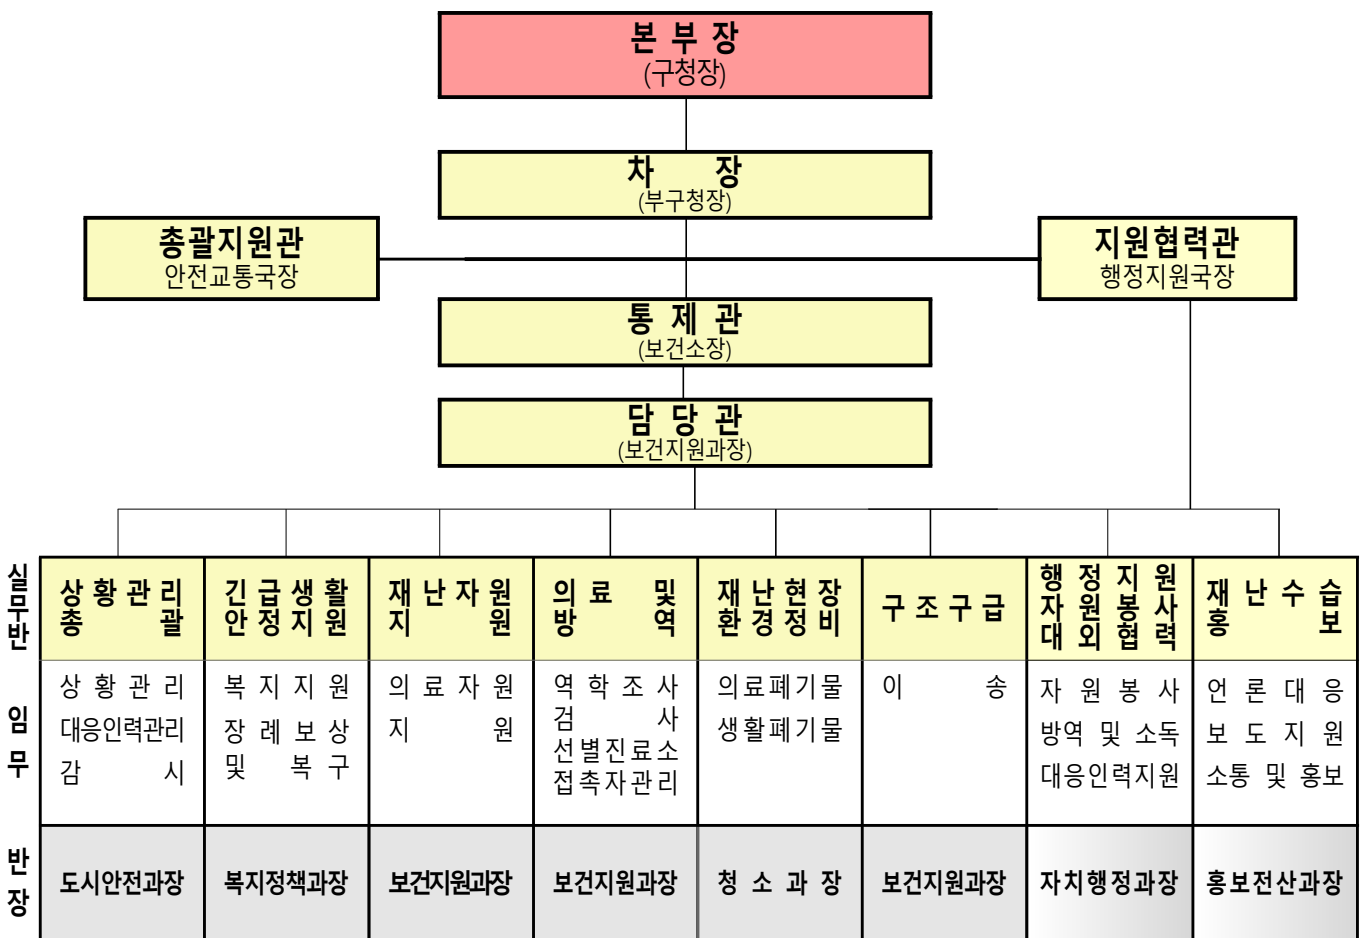 본 부 장
(구청장)
차 장
(부구청장)
총괄지원관
안전교통국장
지원협력관
행정지원국장
통 제 관
(보건소장)
담 당 관
(보건지원과장)
실무반
상 황 관 리
총 괄
긴 급 생 활
안 정 지 원
재 난 자 원
지 원
의 료 및
방 역
재 난 현 장
환 경 정 비
구 조 구 급
행 정 지 원
자 원 봉 사
대 외 협 력
재 난 수 습
홍 보
임무
상 황 관 리
대응인력관리
감 시
복 지 지 원
장 례 보 상
및 복 구
의 료 자 원
지 원
역 학 조 사
검 사
선별진료소
접촉자관리
의료폐기물
생활폐기물
이 송
자 원 봉 사
방역 및 소독
대응인력지원
언 론 대 응
보 도 지 원
소통 및 홍보
반장
도시안전과장
복지정책과장
보건지원과장
보건지원과장
청 소 과 장
보건지원과장
자치행정과장
홍보전산과장